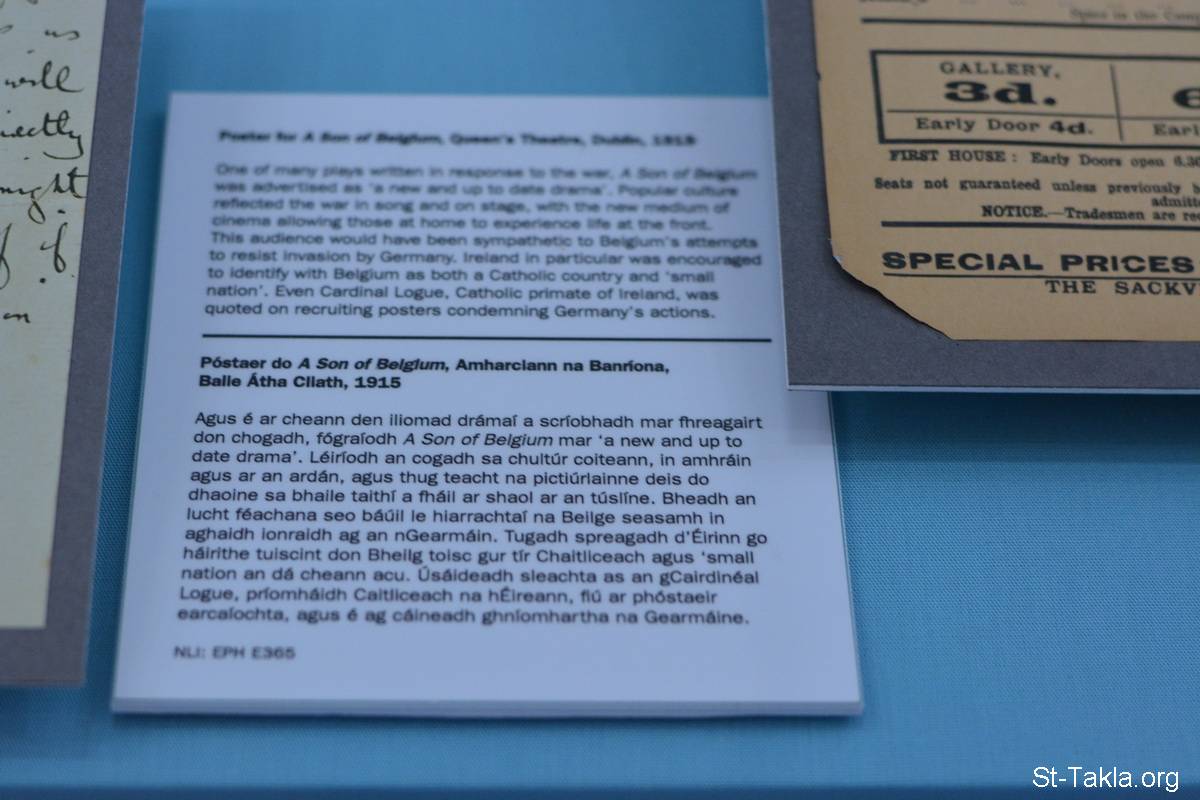 us
will
night
of
on
Poster for A Son of Belgium, Queen's Theatre, Dublin, 1915
One of many plays written in response to the war, A Son of Belgium
was advertised as 'a new and up to date drama'. Popular culture
reflected the war in song and on stage, with the new medium of
cinema allowing those at home to experience life at the front.
This audience would have been sympathetic to Belgium's attempts
to resist invasion by Germany. Ireland in particular was encouraged
to identify with Belgium as both a Catholic country and 'small
nation'. Even Cardinal Logue, Catholic primate of Ireland, was
quoted on recruiting posters condemning Germany's actions.
Póstaer do A Son of Belgium, Amharclann na Banríona,
Baile Átha Cliath, 1915
Agus é ar cheann den iliomad drámaí a scríobhadh mar fhreagairt
don chogadh, fógraíodh A Son of Belgium mar 'a new and up to
date drama'. Léiríodh an cogadh sa chultúr coiteann, in amhráin
agus ar an ardán, agus thug teacht na pictiúrlainne deis do
dhaoine sa bhaile taithí a fháil ar shaol ar an túslíne. Bheadh an
lucht féachana seo báúil le hiarrachtaí na Beilge seasamh in
aghaidh ionraidh ag an nGearmáin. Tugadh spreagadh d'Éirinn go
háirithe tuiscint don Bheilg toisc gur tír Chaitliceach agus 'small
nation an dá cheann acu. Úsáideadh sleachta as an gCairdinéal
Logue, príomháidh Caitliceach na hÉireann, fiú ar phóstaeir
earcaíochta, agus é ag cáineadh ghníomhartha na Gearmáine.
NLI: EPH E365
GALLERY,
3d.
Early Door 4d.
FIRST HOUSE: Early Doors open 6.30
Seats not guaranteed unless previously
NOTICE.—Tradesmen are
SPECIAL PRICES
THE SACKV
St-Takla.org